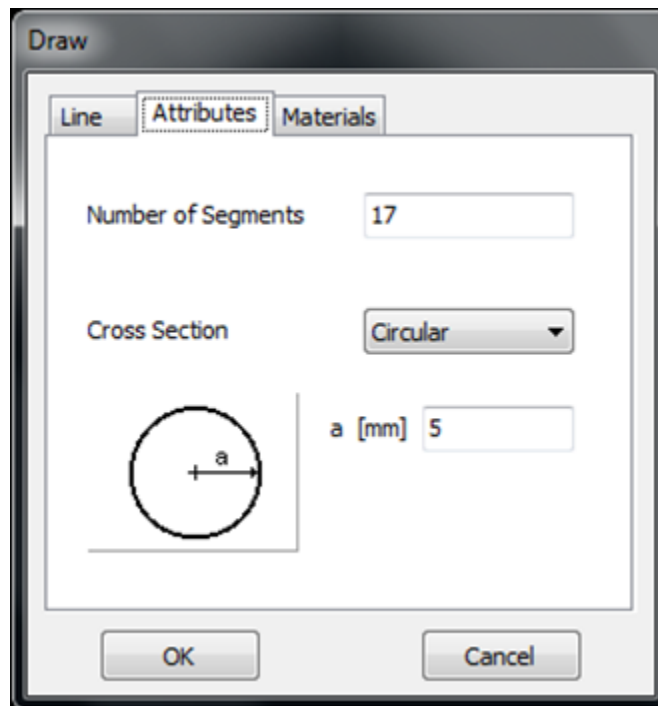 Draw
Line Attributes Materials
Number of Segments 17
Cross Section Circular
a
a [mm] 5
OK Cancel